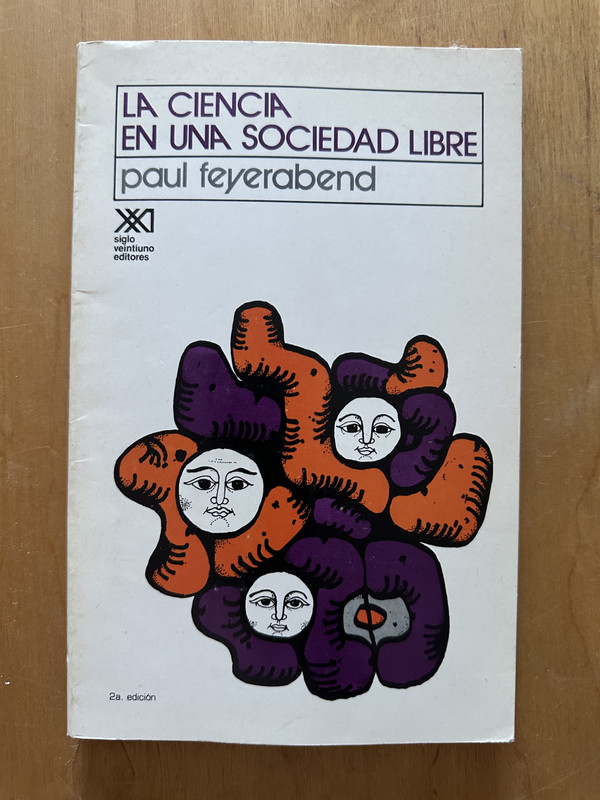 LA CIENCIA
EN UNA SOCIEDAD LIBRE
paul feyerabend
siglo
veintiuno
editores
2a. edición